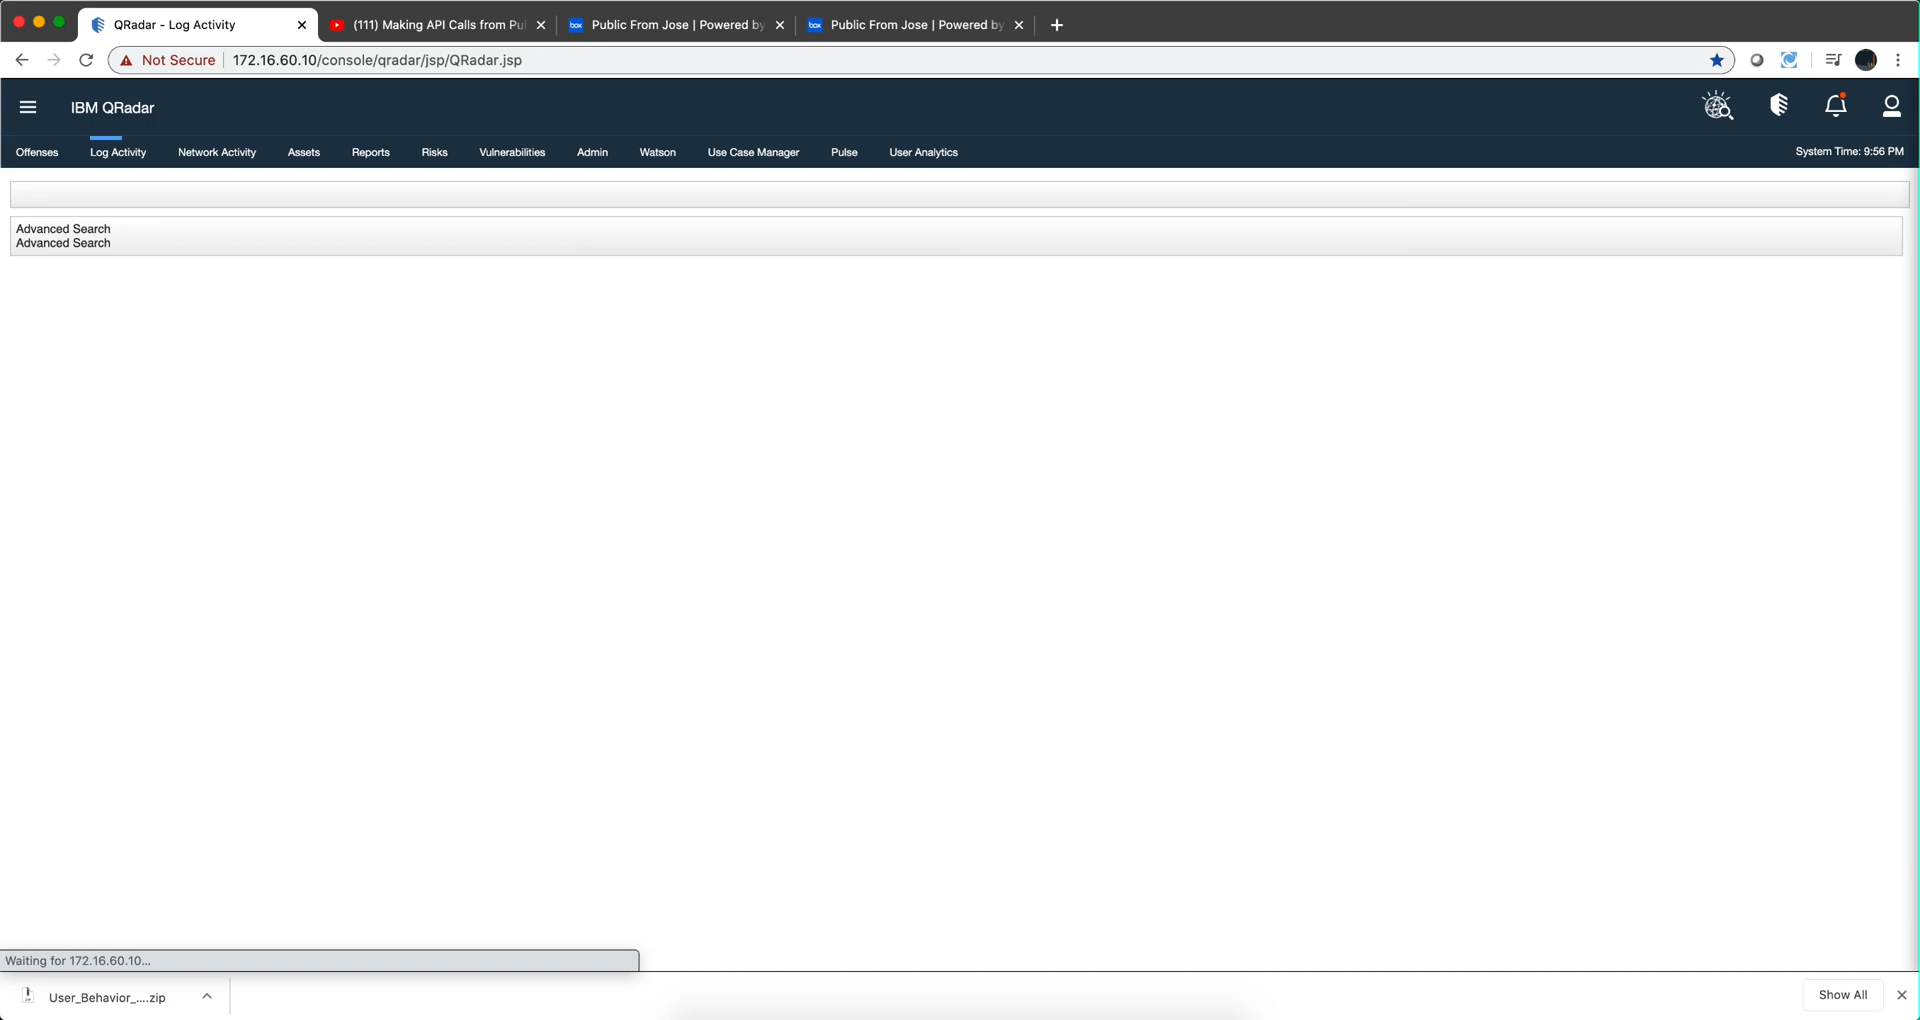 QRadar - Log Activity
(111) Making API Calls from Pul
box Public From Jose | Powered by
box Public From Jose | Powered by
Not Secure 172.16.60.10/console/qradar/jsp/QRadar.jsp
IBM QRadar
Offenses Log Activity Network Activity Assets Reports Risks Vulnerabilities Admin Watson Use Case Manager Pulse User Analytics System Time: 9:56 PM
Advanced Search
Advanced Search
Waiting for 172.16.60.10...
User_Behavior_....zip
Show All